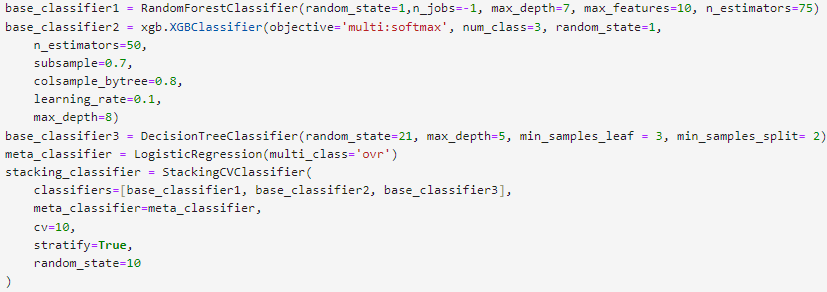 base_classifier1 = RandomForestClassifier(random_state=1,n_jobs=-1, max_depth=7, max_features=10, n_estimators=75)
base_classifier2 = xgb.XGBClassifier(objective='multi:softmax', num_class=3, random_state=1,
    n_estimators=50,
    subsample=0.7,
    colsample_bytree=0.8,
    learning_rate=0.1,
    max_depth=8)
base_classifier3 = DecisionTreeClassifier(random_state=21, max_depth=5, min_samples_leaf = 3, min_samples_split= 2)
meta_classifier = LogisticRegression(multi_class='ovr')
stacking_classifier = StackingCVClassifier(
    classifiers=[base_classifier1, base_classifier2, base_classifier3],
    meta_classifier=meta_classifier,
    cv=10,
    stratify=True,
    random_state=10
)